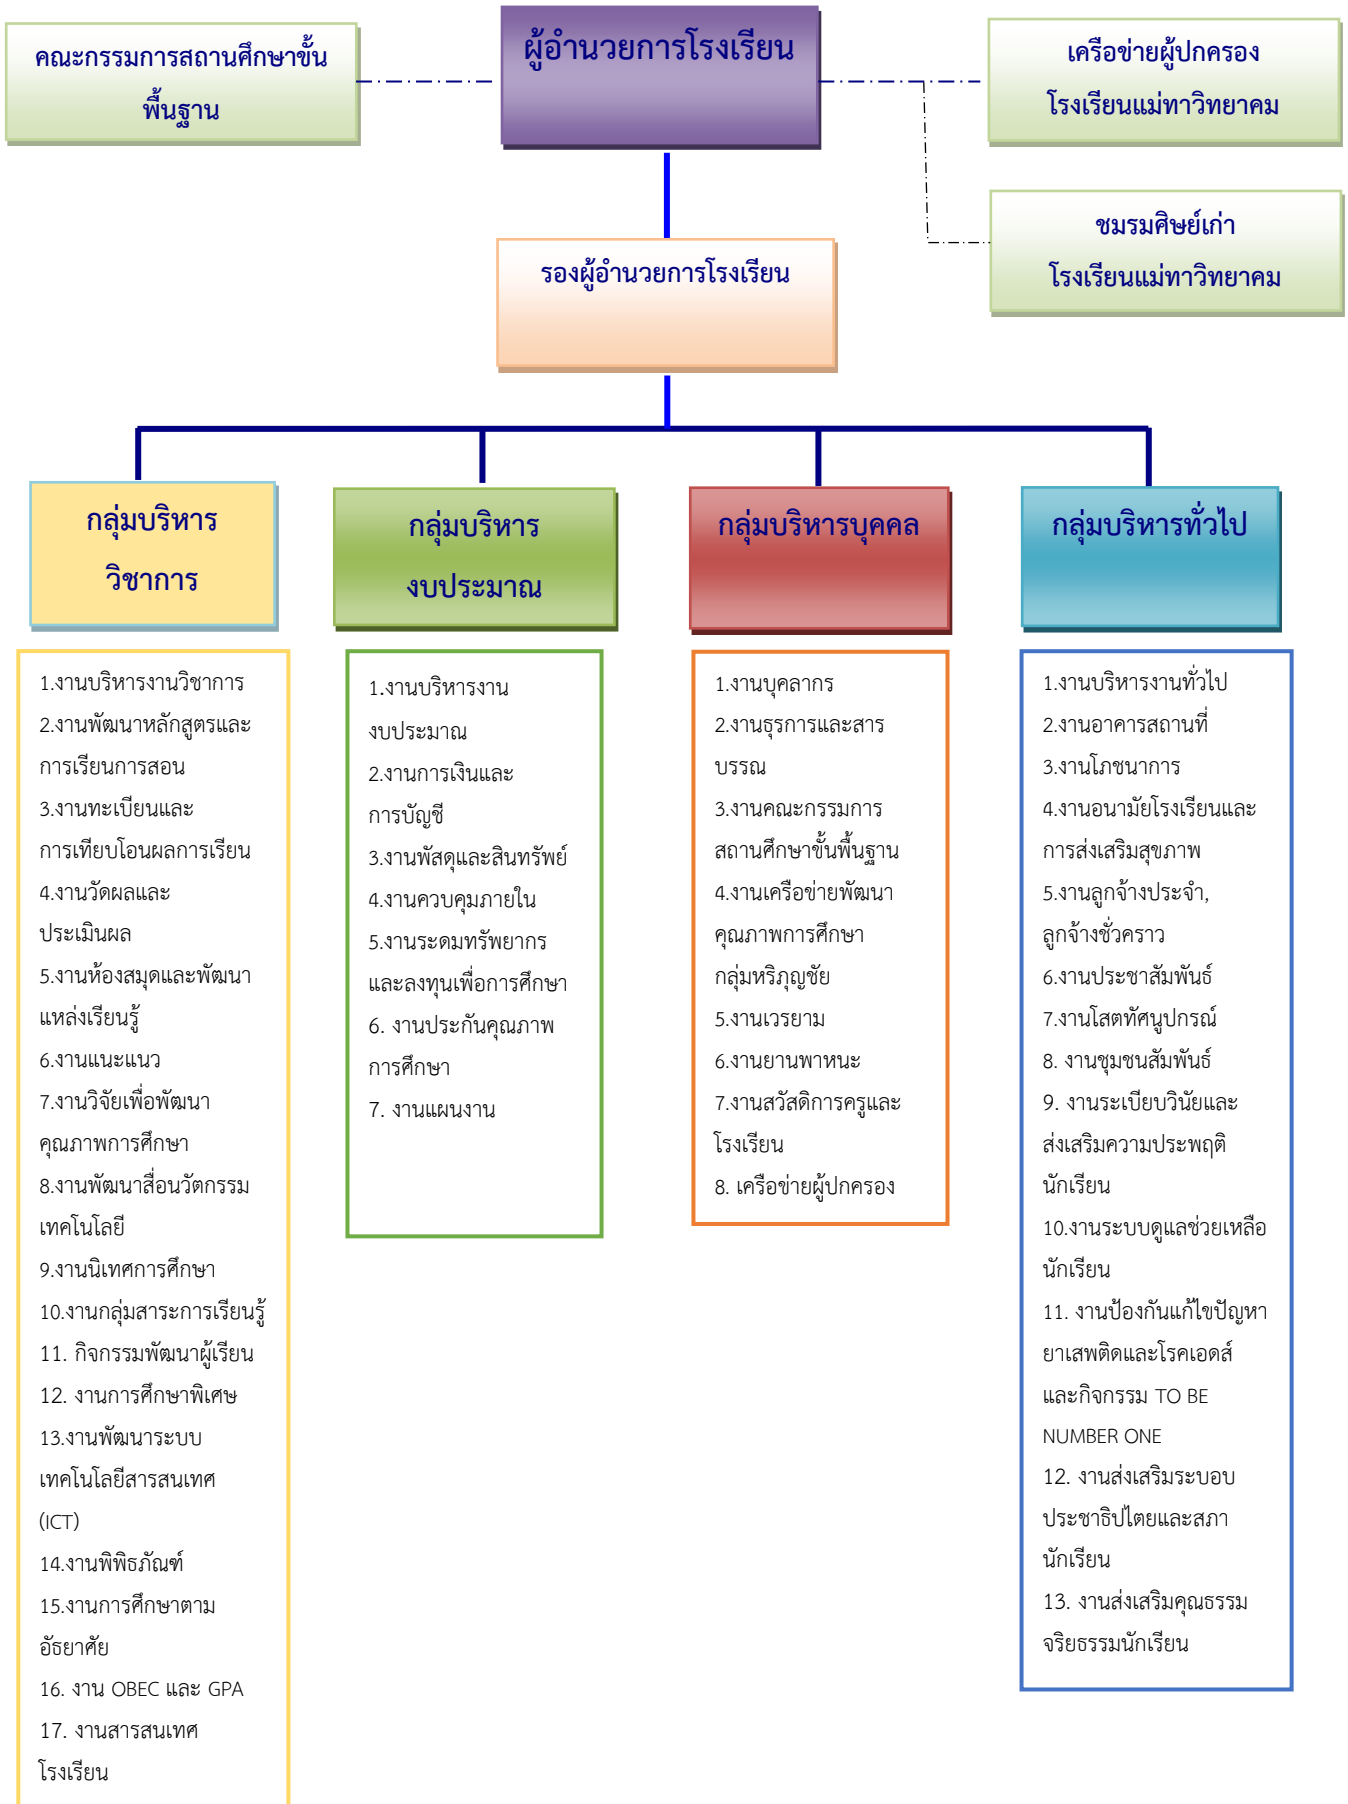 คณะกรรมการสถานศึกษาขั้น
พื้นฐาน
ผู้อำนวยการโรงเรียน
เครือข่ายผู้ปกครอง
โรงเรียนแม่ทาวิทยาคม
ชมรมศิษย์เก่า
โรงเรียนแม่ทาวิทยาคม
รองผู้อำนวยการโรงเรียน
กลุ่มบริหาร
วิชาการ
กลุ่มบริหาร
งบประมาณ
กลุ่มบริหารบุคคล
กลุ่มบริหารทั่วไป
1.งานบริหารงานวิชาการ
2.งานพัฒนาหลักสูตรและ
การเรียนการสอน
3.งานทะเบียนและ
การเทียบโอนผลการเรียน
4.งานวัดผลและ
ประเมินผล
5.งานห้องสมุดและพัฒนา
แหล่งเรียนรู้
6.งานแนะแนว
7.งานวิจัยเพื่อพัฒนา
คุณภาพการศึกษา
8.งานพัฒนาสื่อนวัตกรรม
เทคโนโลยี
9.งานนิเทศการศึกษา
10.งานกลุ่มสาระการเรียนรู้
11. กิจกรรมพัฒนาผู้เรียน
12. งานการศึกษาพิเศษ
13.งานพัฒนาระบบ
เทคโนโลยีสารสนเทศ
(ICT)
14.งานพิพิธภัณฑ์
15.งานการศึกษาตาม
อัธยาศัย
16. งาน OBEC และ GPA
17. งานสารสนเทศ
โรงเรียน
1.งานบริหารงาน
งบประมาณ
2.งานการเงินและ
การบัญชี
3.งานพัสดุและสินทรัพย์
4.งานควบคุมภายใน
5.งานระดมทรัพยากร
และลงทุนเพื่อการศึกษา
6. งานประกันคุณภาพ
การศึกษา
7. งานแผนงาน
1.งานบุคลากร
2.งานธุรการและสาร
บรรณ
3.งานคณะกรรมการ
สถานศึกษาขั้นพื้นฐาน
4.งานเครือข่ายพัฒนา
คุณภาพการศึกษา
กลุ่มหริภุญชัย
5.งานเวรยาม
6.งานยานพาหนะ
7.งานสวัสดิการครูและ
โรงเรียน
8. เครือข่ายผู้ปกครอง
1.งานบริหารงานทั่วไป
2.งานอาคารสถานที่
3.งานโภชนาการ
4.งานอนามัยโรงเรียนและ
การส่งเสริมสุขภาพ
5.งานลูกจ้างประจำ,
ลูกจ้างชั่วคราว
6.งานประชาสัมพันธ์
7.งานโสตทัศนูปกรณ์
8. งานชุมชนสัมพันธ์
9. งานระเบียบวินัยและ
ส่งเสริมความประพฤติ
นักเรียน
10.งานระบบดูแลช่วยเหลือ
นักเรียน
11. งานป้องกันแก้ไขปัญหา
ยาเสพติดและโรคเอดส์
และกิจกรรม TO BE
NUMBER ONE
12. งานส่งเสริมระบอบ
ประชาธิปไตยและสภา
นักเรียน
13. งานส่งเสริมคุณธรรม
จริยธรรมนักเรียน